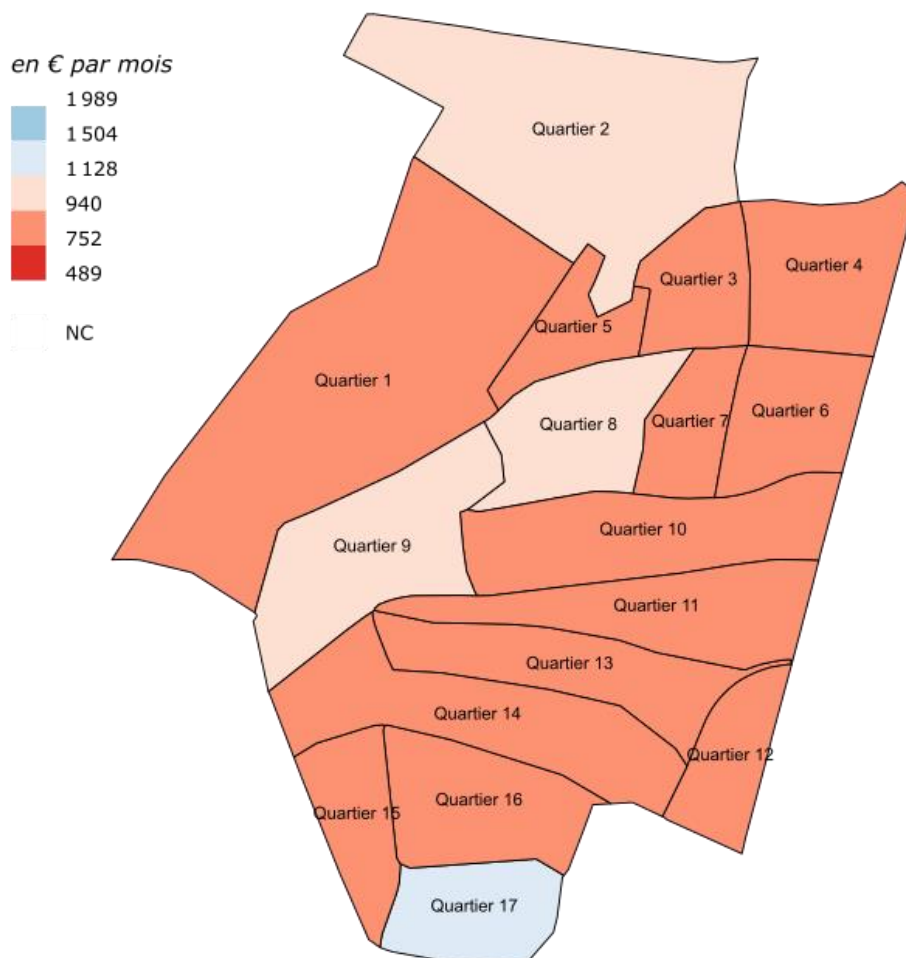 en € par mois
1 989
1 504
1 128
940
752
489
NC
Quartier 2
Quartier 4
Quartier 3
Quartier 5
Quartier 1
Quartier 6
Quartier 7
Quartier 8
Quartier 10
Quartier 9
Quartier 11
Quartier 13
Quartier 14
Quartier 12
Quartier 16
Quartier 15
Quartier 17